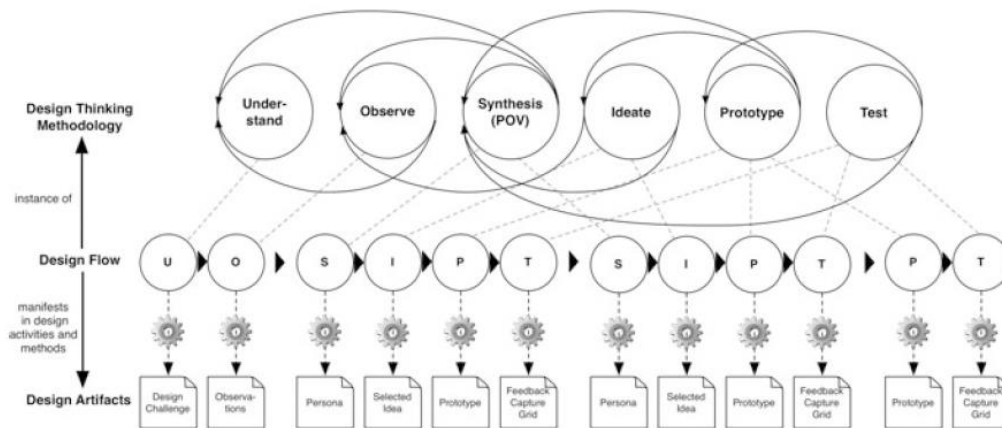 Design Thinking
Methodology
Under-
stand
Observe
Synthesis
(POV)
Ideate
Prototype
Test
instance of
Design Flow
U
O
S
I
P
T
S
I
P
T
P
T
manifests
in design
activities and
methods
Design Artifacts
Design
Challenge
Observa-
tions
Persona
Selected
Idea
Prototype
Feedback
Capture
Grid
Persona
Selected
Idea
Prototype
Feedback
Capture
Grid
Prototype
Feedback
Capture
Grid